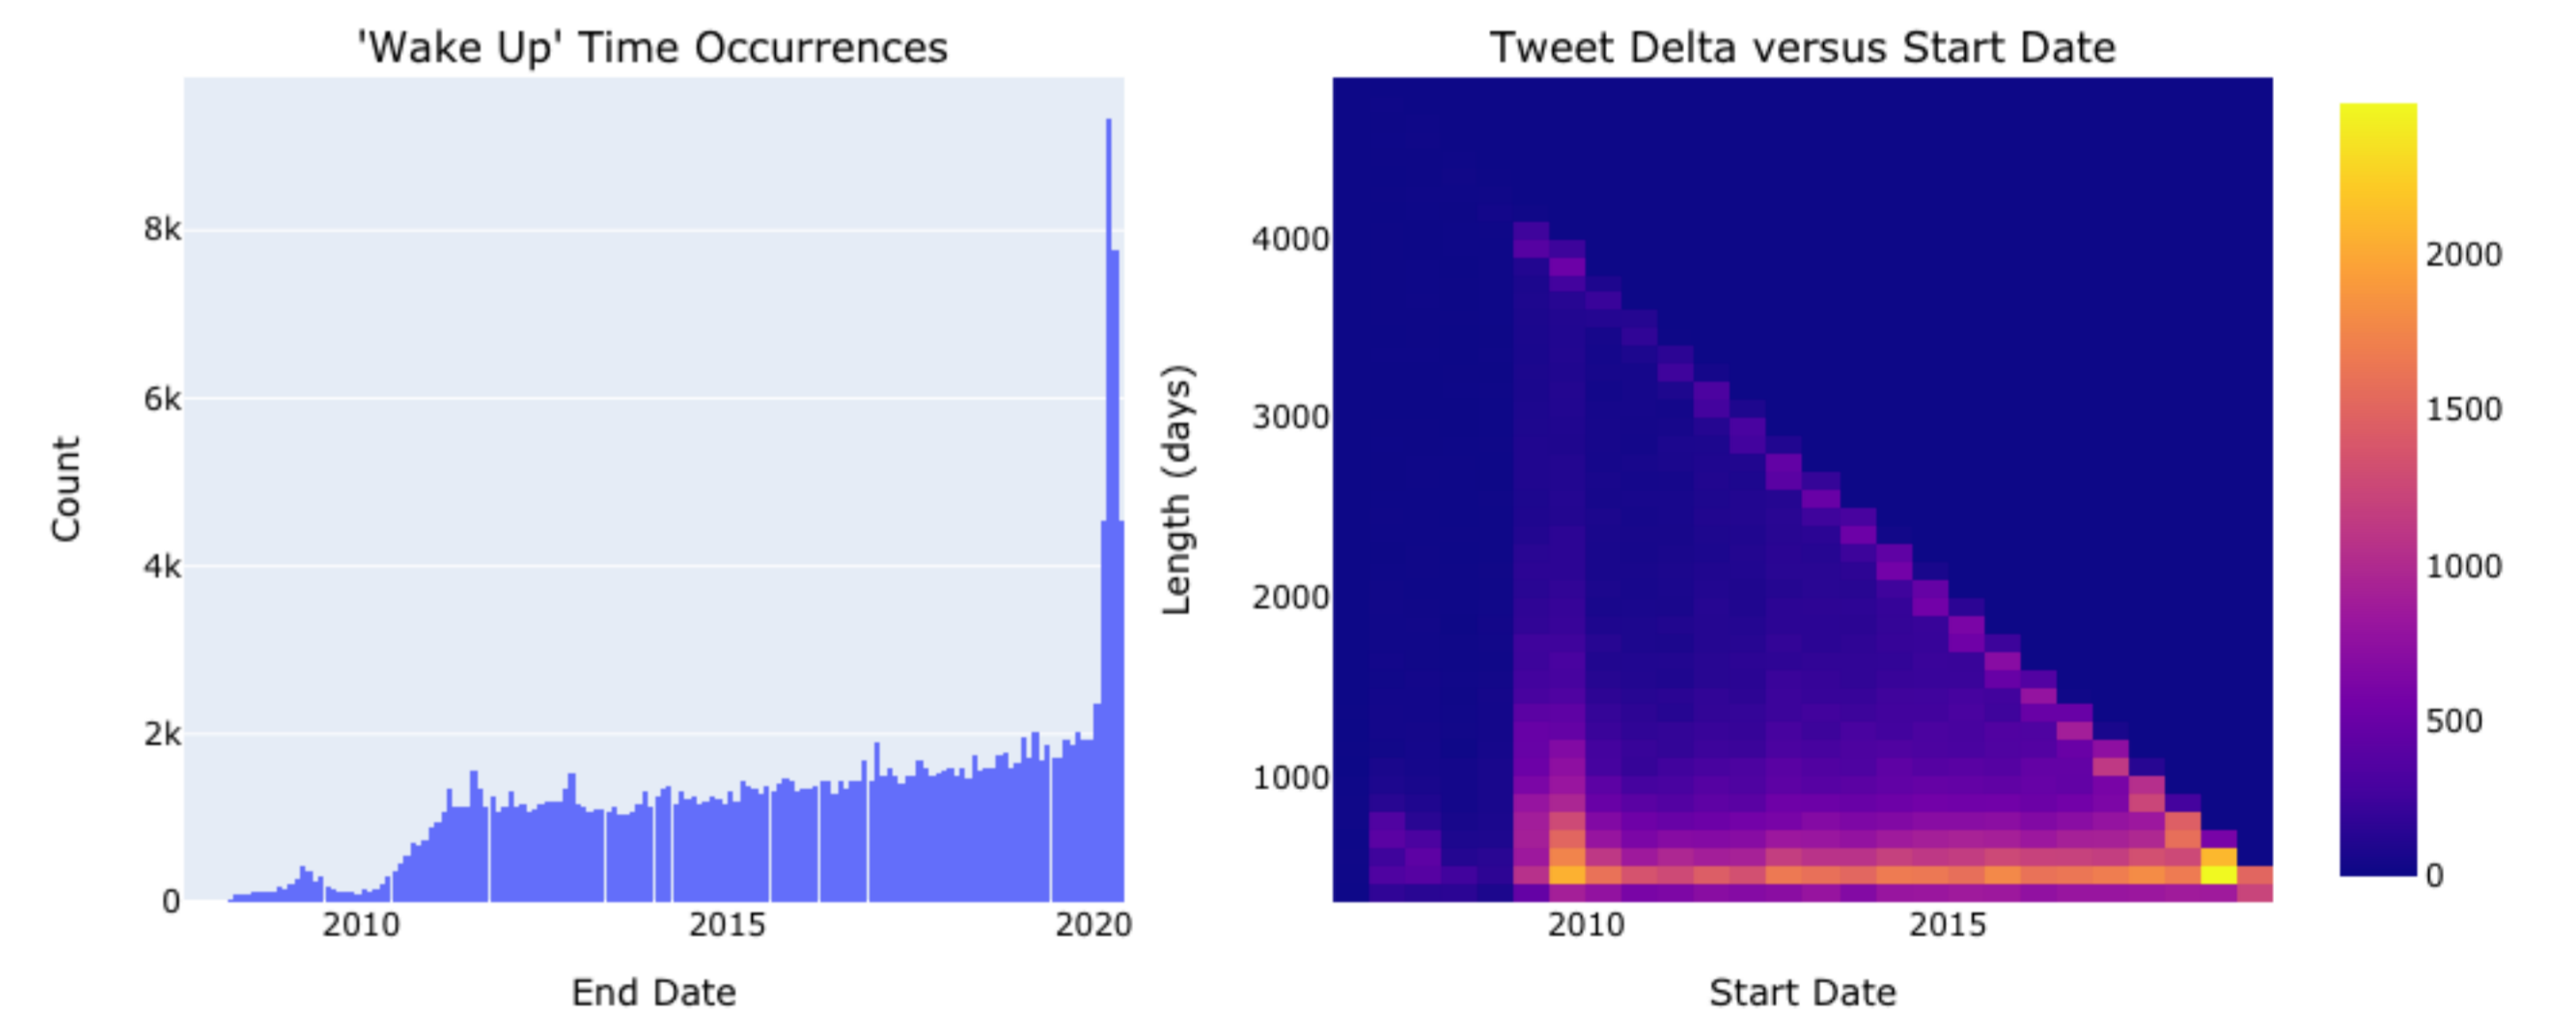 'Wake Up' Time Occurrences
Count
8k
6k
4k
2k
0
2010
2015
2020
End Date
Tweet Delta versus Start Date
Length (days)
4000
3000
2000
1000
2010
2015
Start Date
2000
1500
1000
500
0